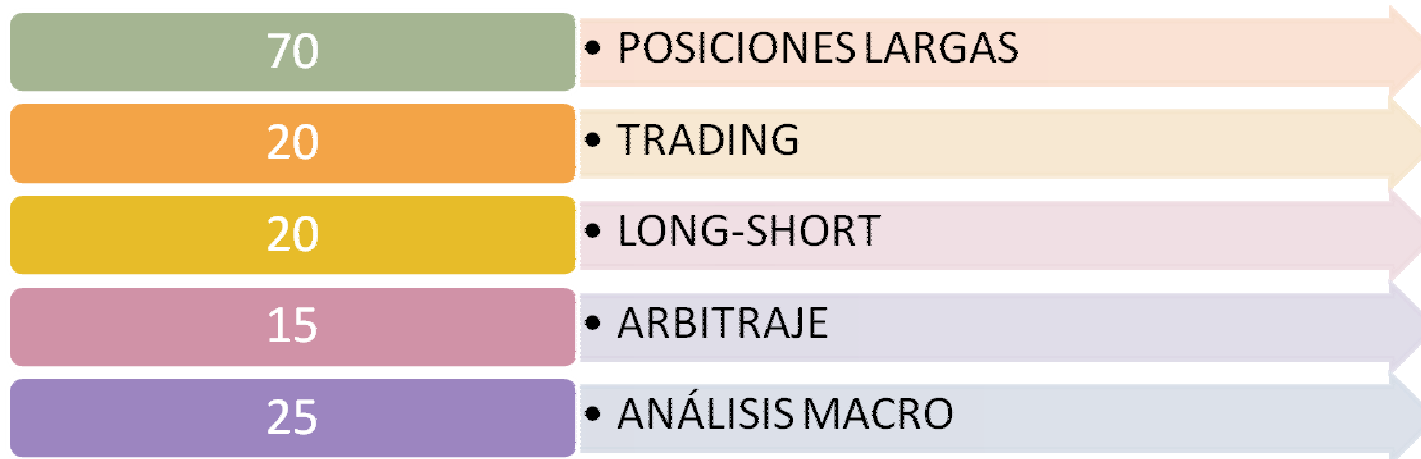 70
• POSICIONES LARGAS
20
• TRADING
20
• LONG-SHORT
15
• ARBITRAJE
25
• ANÁLISIS MACRO